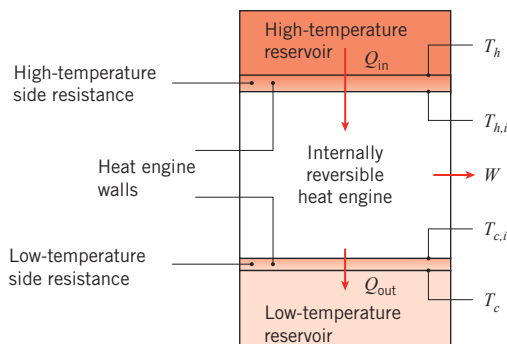 High-temperature
reservoir
Q_in
T_h
High-temperature
side resistance
T_h,i
Heat engine
walls
Internally
reversible
heat engine
W
T_c,i
Low-temperature
side resistance
Q_out
T_c
Low-temperature
reservoir